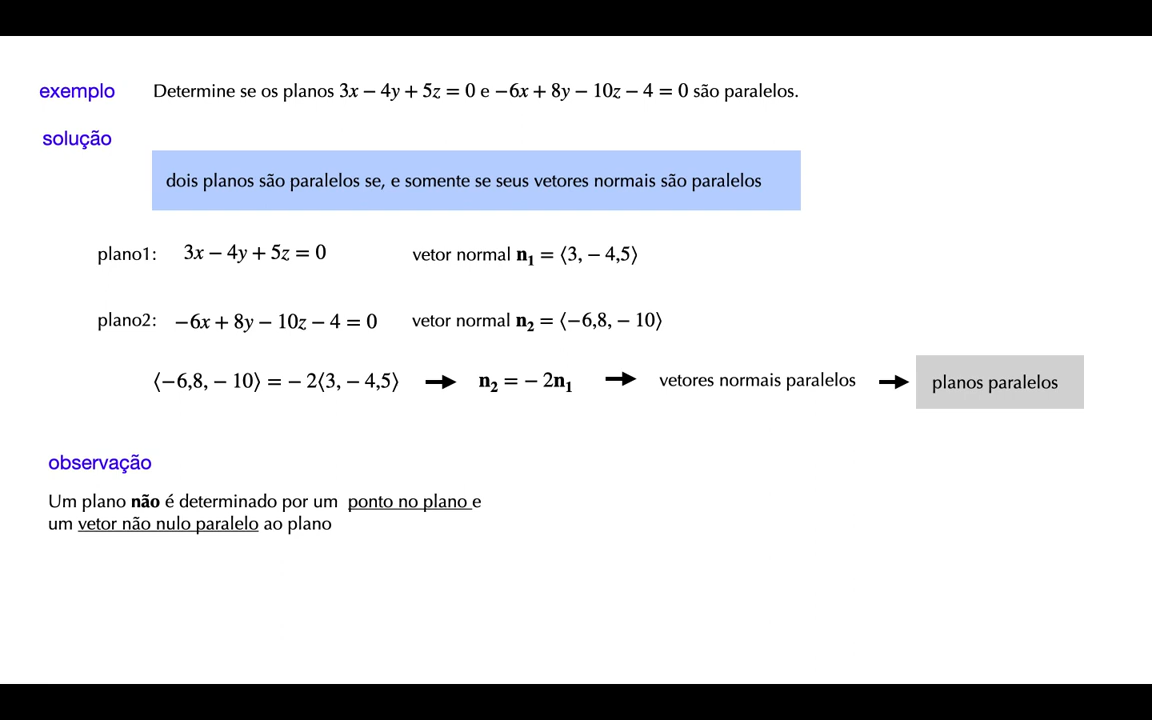 exemplo Determine se os planos 3x − 4y + 5z = 0 e −6x + 8y − 10z − 4 = 0 são paralelos.
solução
dois planos são paralelos se, e somente se seus vetores normais são paralelos
plano1: 3x − 4y + 5z = 0 vetor normal n₁ = ⟨3, − 4,5⟩
plano2: −6x + 8y − 10z − 4 = 0 vetor normal n₂ = ⟨−6,8, − 10⟩
⟨−6,8, − 10⟩ = − 2⟨3, − 4,5⟩ → n₂ = − 2n₁ → vetores normais paralelos → planos paralelos
observação
Um plano não é determinado por um ponto no plano e
um vetor não nulo paralelo ao plano